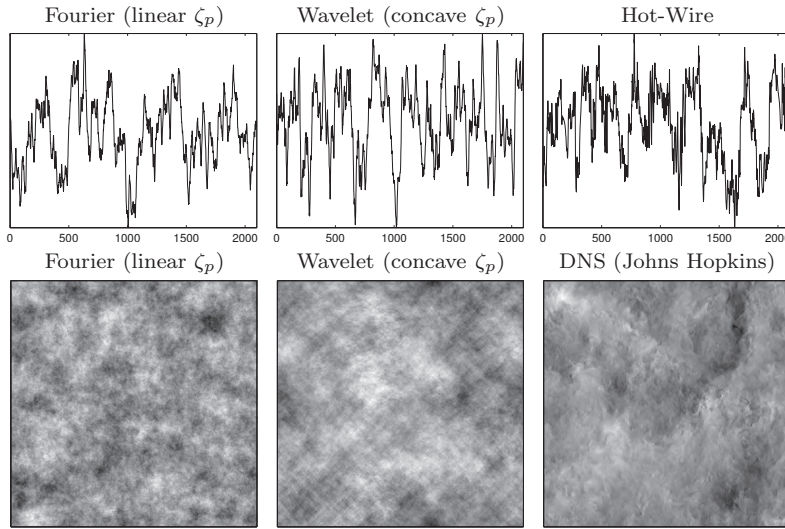 Fourier (linear ζp)
Wavelet (concave ζp)
Hot-Wire
0 500 1000 1500 2000
0 500 1000 1500 2000
0 500 1000 1500 2000
Fourier (linear ζp)
Wavelet (concave ζp)
DNS (Johns Hopkins)